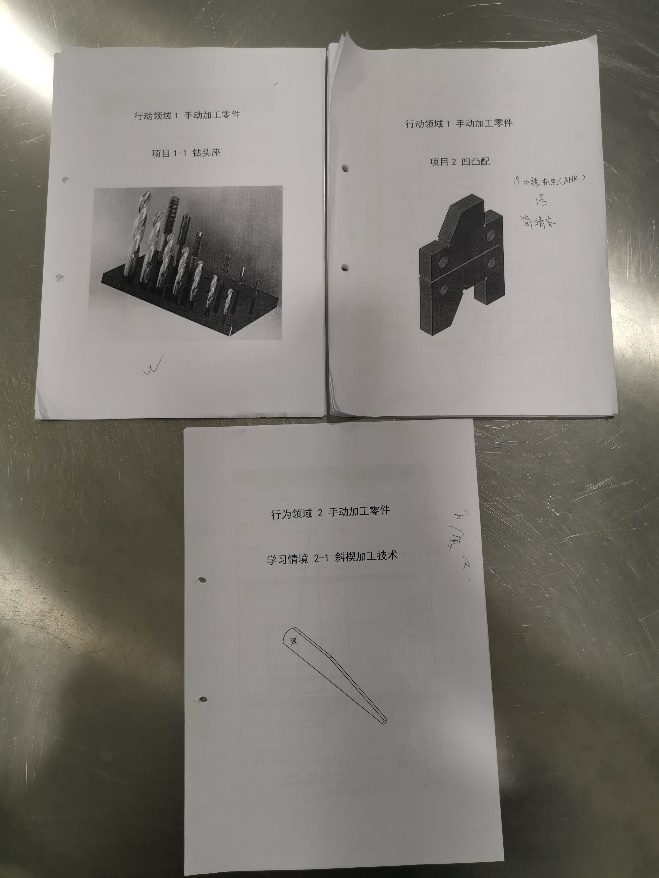 行动领域 1 手动加工零件
项目 1-1 钻头座
行动领域 1 手动加工零件
项目 2 凹凸配
行为领域 2 手动加工零件
学习情境 2-1 斜楔加工技术